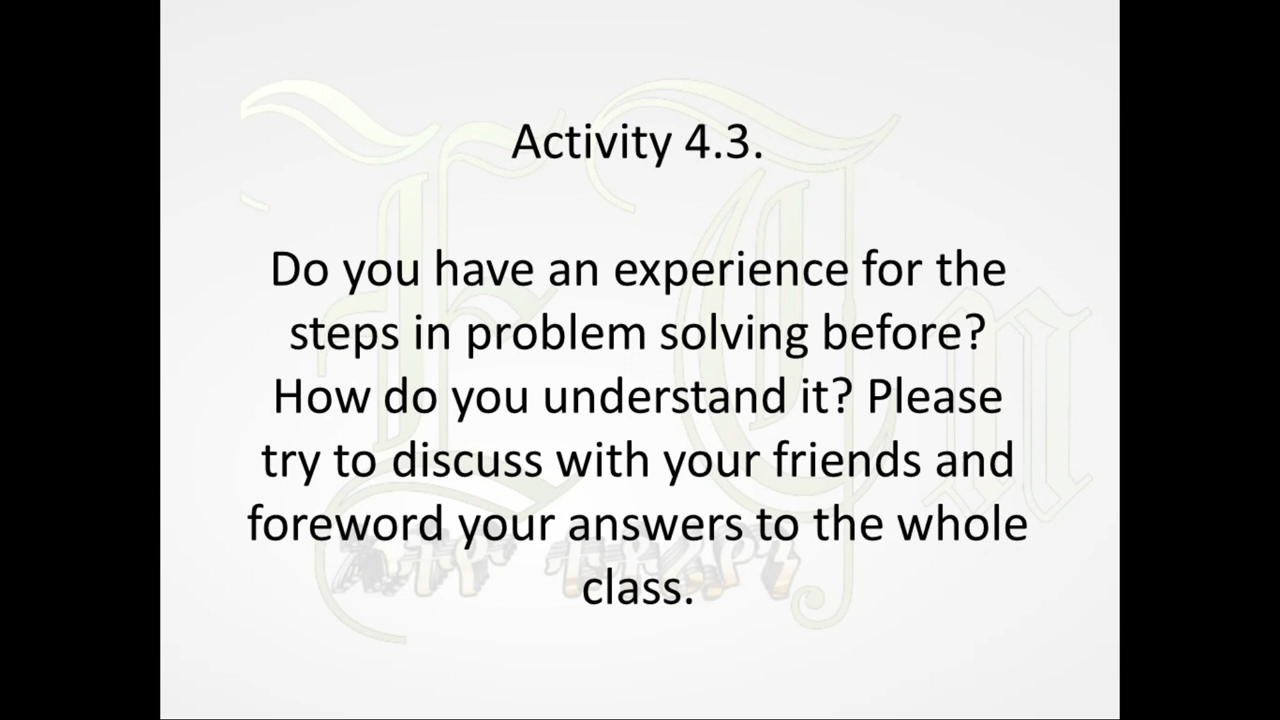 Activity 4.3.
Do you have an experience for the
steps in problem solving before?
How do you understand it? Please
try to discuss with your friends and
foreword your answers to the whole
class.